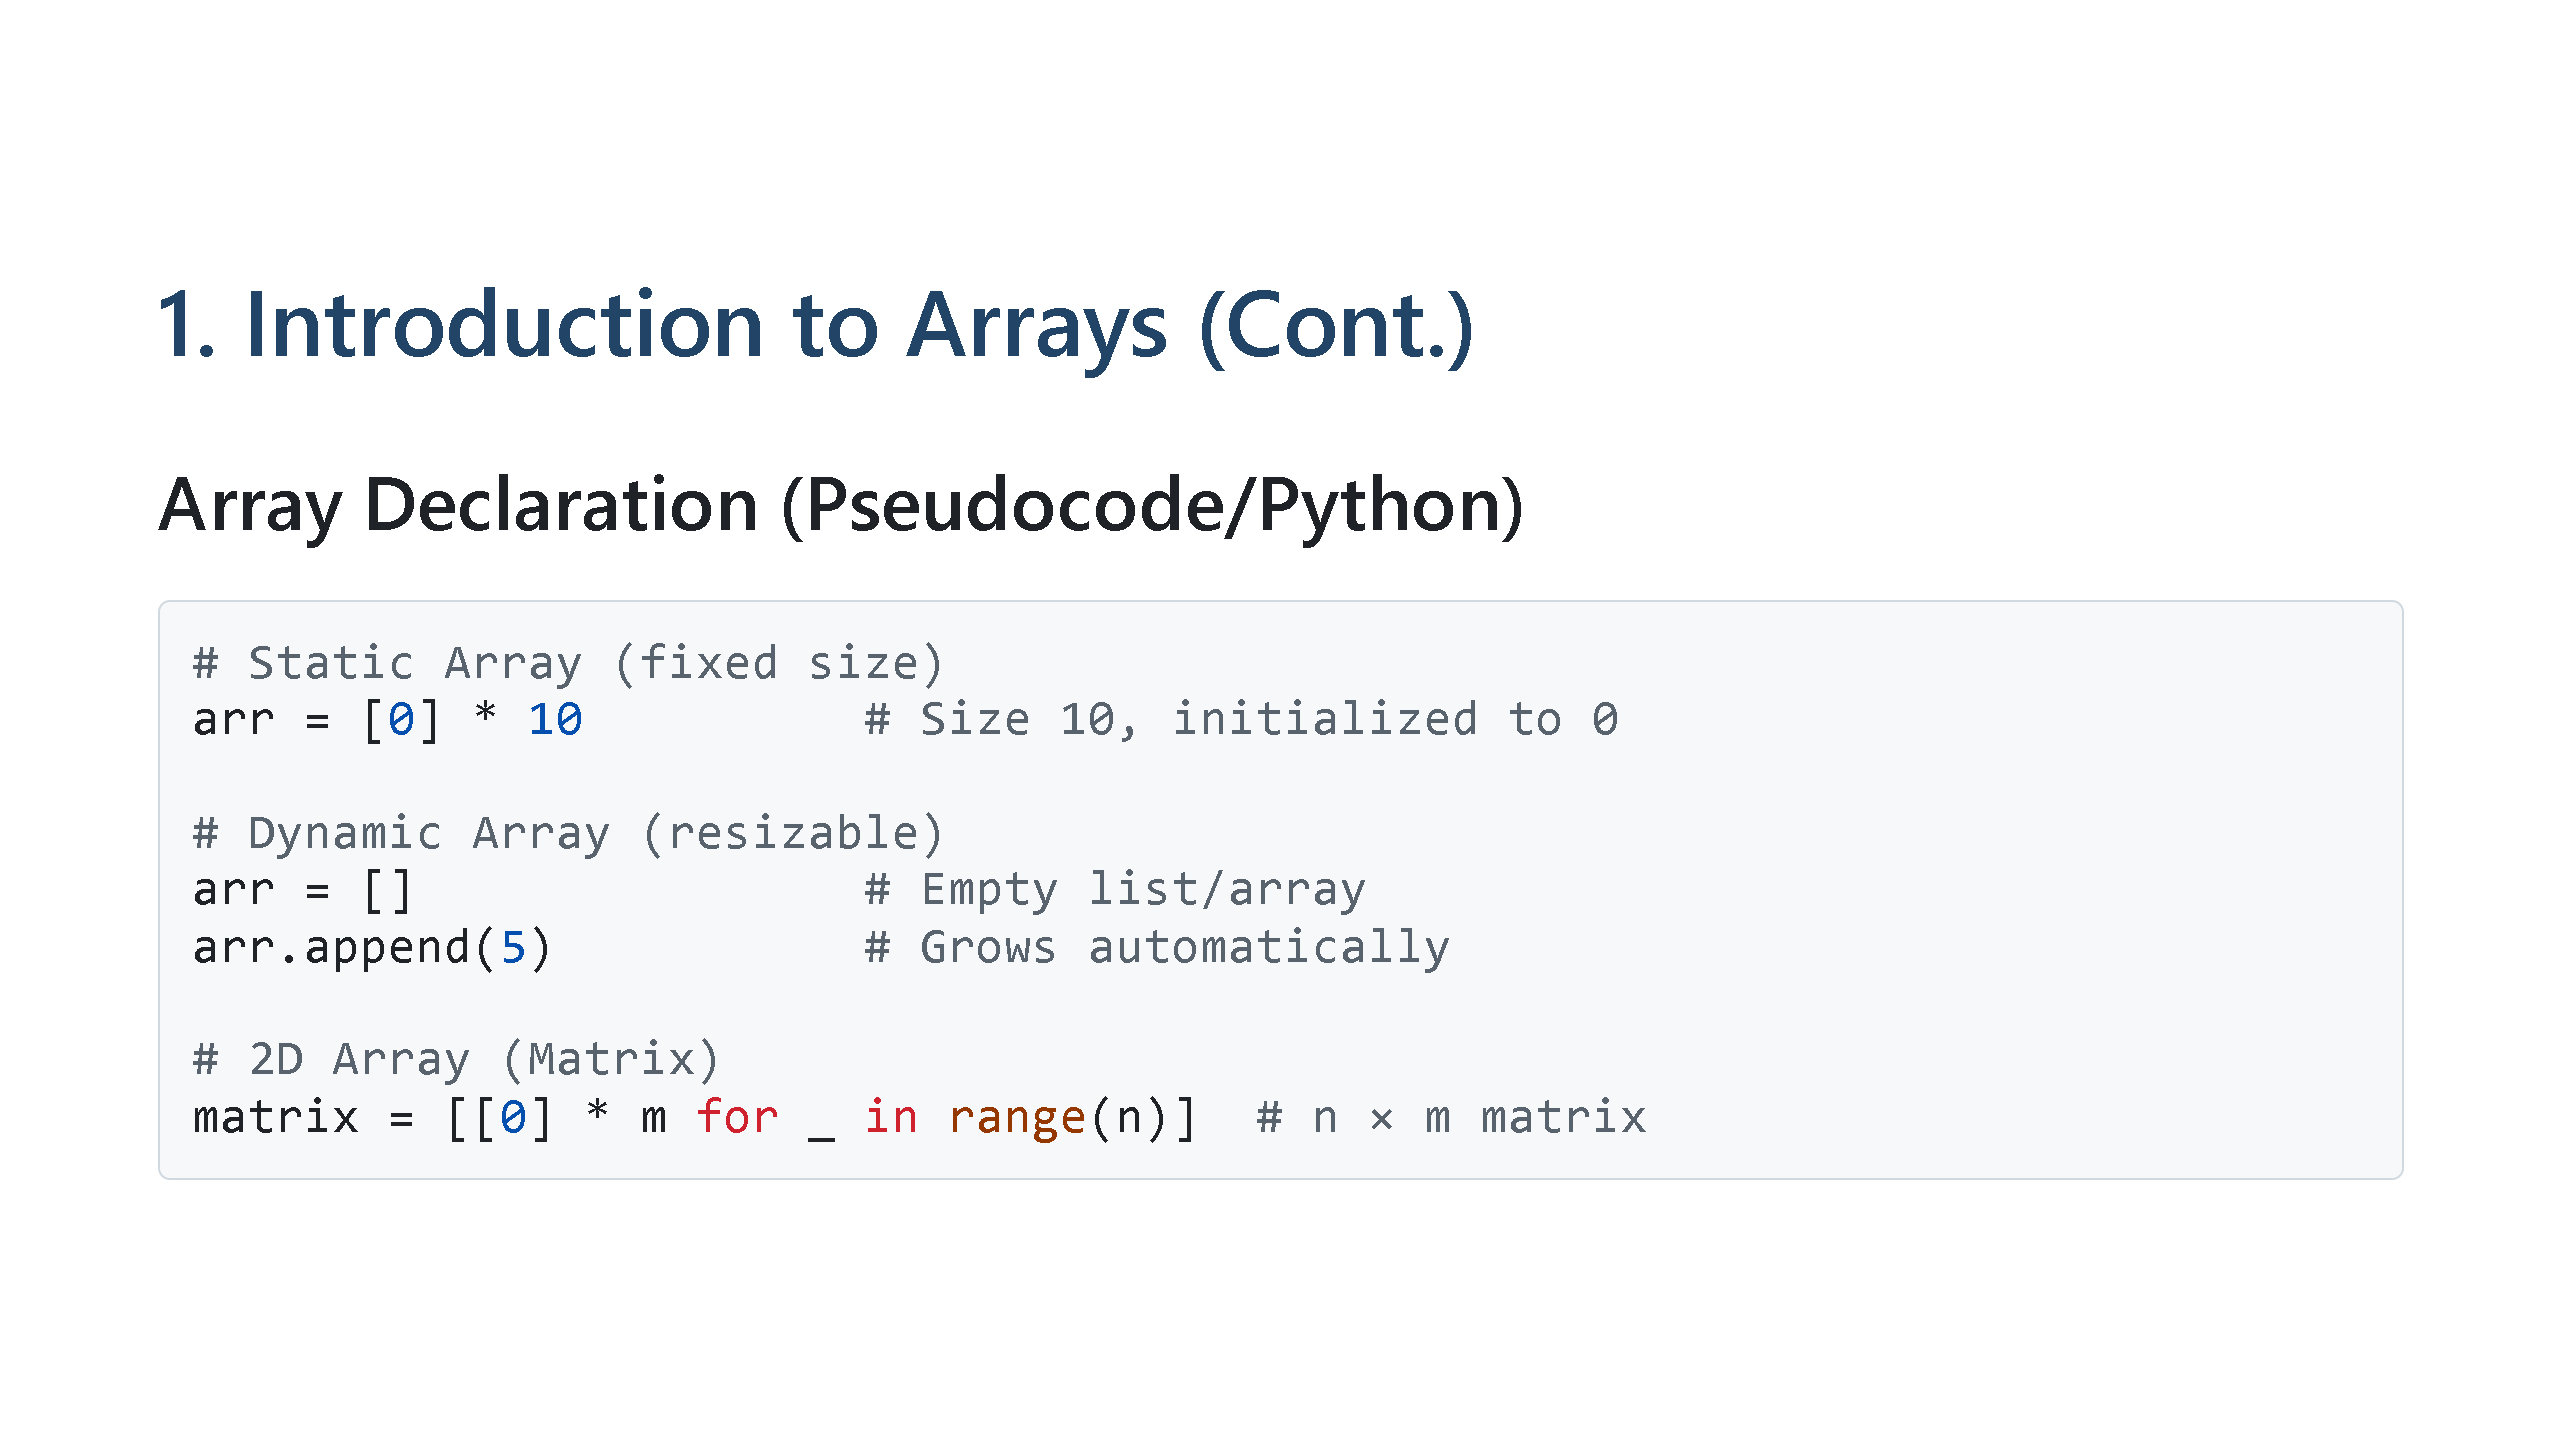 1. Introduction to Arrays (Cont.)
Array Declaration (Pseudocode/Python)
# Static Array (fixed size)
arr = [0] * 10          # Size 10, initialized to 0
# Dynamic Array (resizable)
arr = []                # Empty list/array
arr.append(5)           # Grows automatically
# 2D Array (Matrix)
matrix = [[0] * m for _ in range(n)]  # n × m matrix